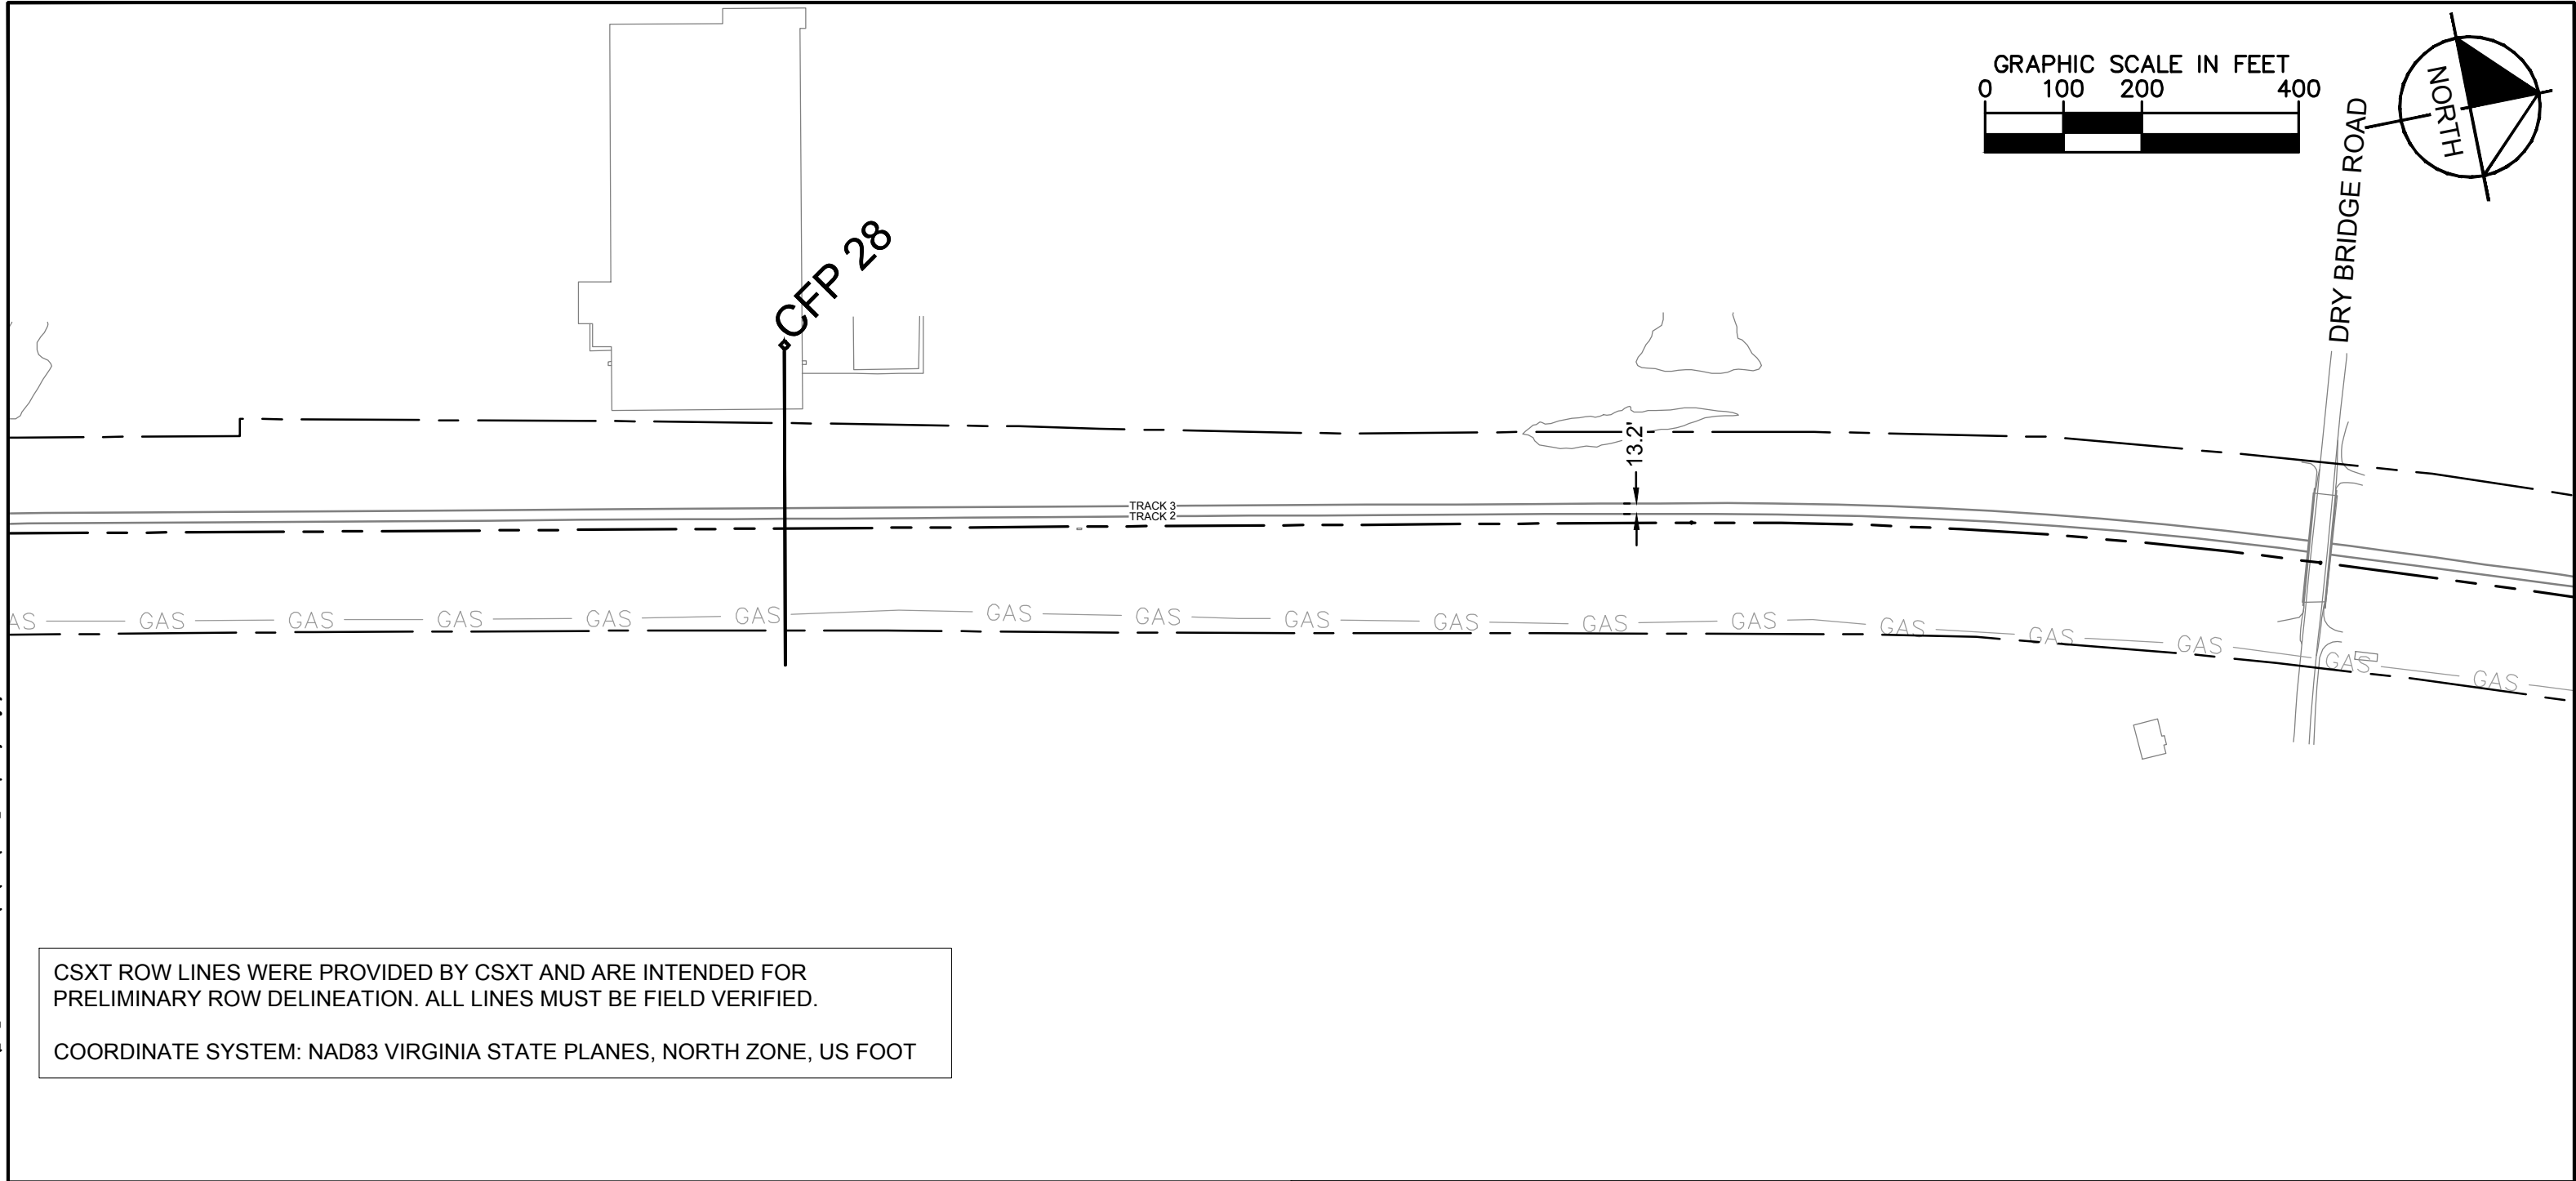 GRAPHIC SCALE IN FEET
0 100 200 400
NORTH
DRY BRIDGE ROAD
CFP 28
13.2'
TRACK 3
TRACK 2
AS GAS GAS GAS GAS GAS GAS GAS GAS GAS GAS GAS GAS GAS GAS GAS GAS
CSXT ROW LINES WERE PROVIDED BY CSXT AND ARE INTENDED FOR
PRELIMINARY ROW DELINEATION. ALL LINES MUST BE FIELD VERIFIED.
COORDINATE SYSTEM: NAD83 VIRGINIA STATE PLANES, NORTH ZONE, US FOOT